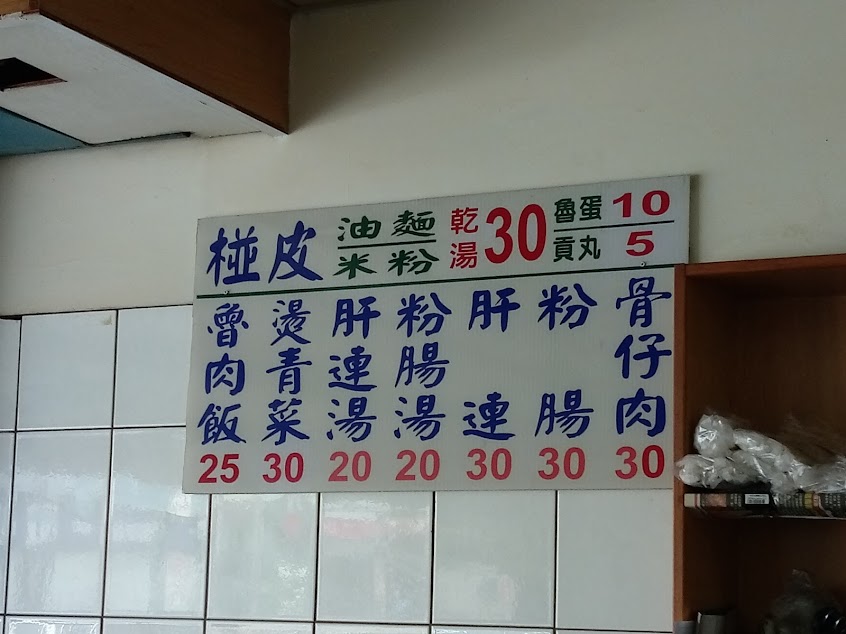 椪皮
油麵
米粉
乾
湯
30
魯蛋 10
貢丸 5
魯肉飯 25
燙青菜 30
肝連湯 20
粉腸湯 20
肝連 30
粉腸 30
骨仔肉 30